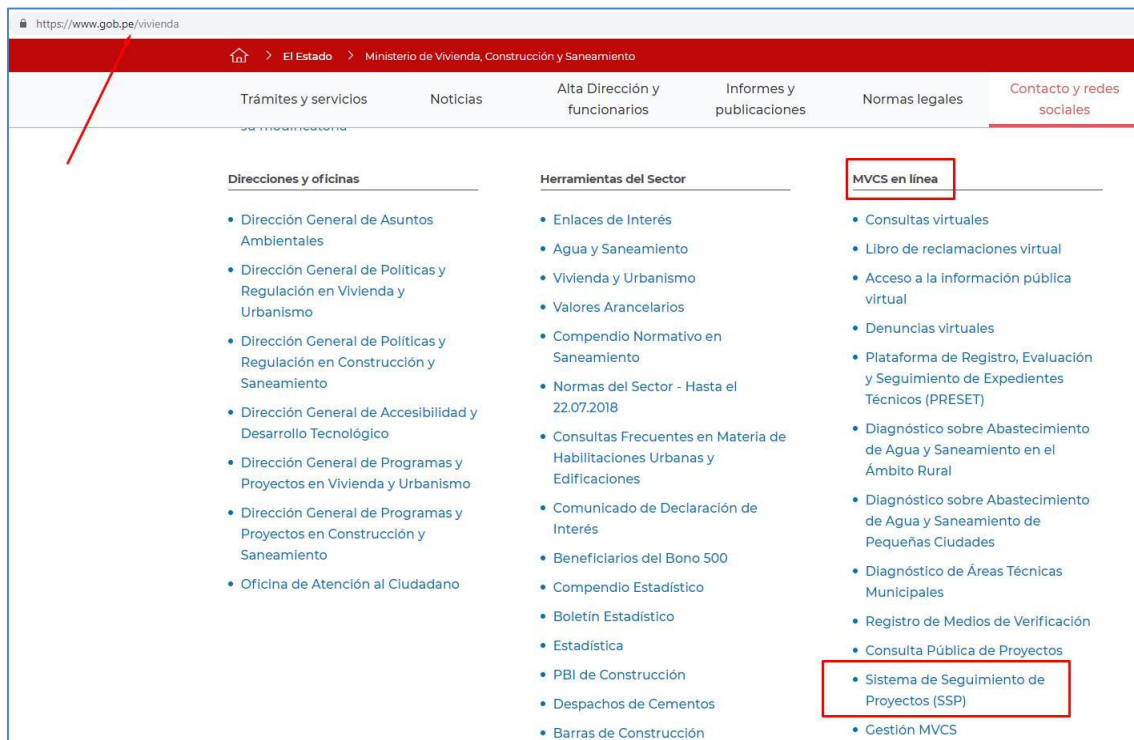 https://www.gob.pe/vivienda
El Estado > Ministerio de Vivienda, Construcción y Saneamiento
Trámites y servicios
Noticias
Alta Dirección y
funcionarios
Informes y
publicaciones
Normas legales
Contacto y redes
sociales
su modificatoria
Direcciones y oficinas
• Dirección General de Asuntos
Ambientales
• Dirección General de Políticas y
Regulación en Vivienda y
Urbanismo
• Dirección General de Políticas y
Regulación en Construcción y
Saneamiento
• Dirección General de Accesibilidad y
Desarrollo Tecnológico
• Dirección General de Programas y
Proyectos en Vivienda y Urbanismo
• Dirección General de Programas y
Proyectos en Construcción y
Saneamiento
• Oficina de Atención al Ciudadano
Herramientas del Sector
• Enlaces de Interés
• Agua y Saneamiento
• Vivienda y Urbanismo
• Valores Arancelarios
• Compendio Normativo en
Saneamiento
• Normas del Sector - Hasta el
22.07.2018
• Consultas Frecuentes en Materia de
Habilitaciones Urbanas y
Edificaciones
• Comunicado de Declaración de
Interés
• Beneficiarios del Bono 500
• Compendio Estadístico
• Boletín Estadístico
• Estadística
• PBI de Construcción
• Despachos de Cementos
• Barras de Construcción
MVCS en línea
• Consultas virtuales
• Libro de reclamaciones virtual
• Acceso a la información pública
virtual
• Denuncias virtuales
• Plataforma de Registro, Evaluación
y Seguimiento de Expedientes
Técnicos (PRESET)
• Diagnóstico sobre Abastecimiento
de Agua y Saneamiento en el
Ámbito Rural
• Diagnóstico sobre Abastecimiento
de Agua y Saneamiento de
Pequeñas Ciudades
• Diagnóstico de Áreas Técnicas
Municipales
• Registro de Medios de Verificación
• Consulta Pública de Proyectos
• Sistema de Seguimiento de
Proyectos (SSP)
• Gestión MVCS